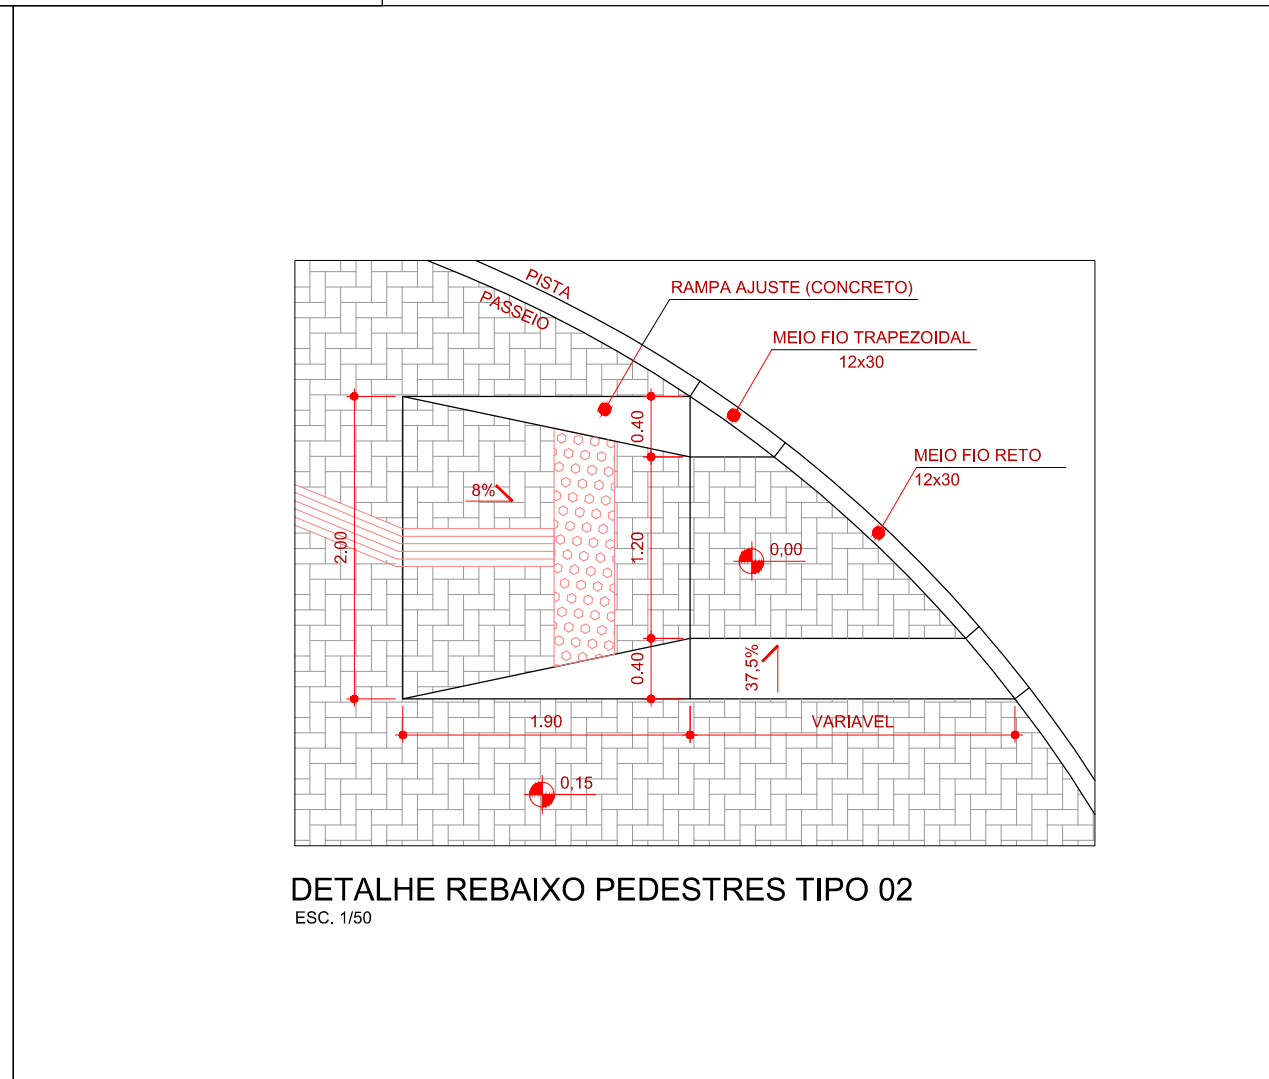 PISTA
PASSEIO
RAMPA AJUSTE (CONCRETO)
MEIO FIO TRAPEZOIDAL
12x30
MEIO FIO RETO
12x30
0.40
8%
2.00
1.20
0,00
0.40
37,5%
1.90
VARIAVEL
0,15
DETALHE REBAIXO PEDESTRES TIPO 02
ESC. 1/50